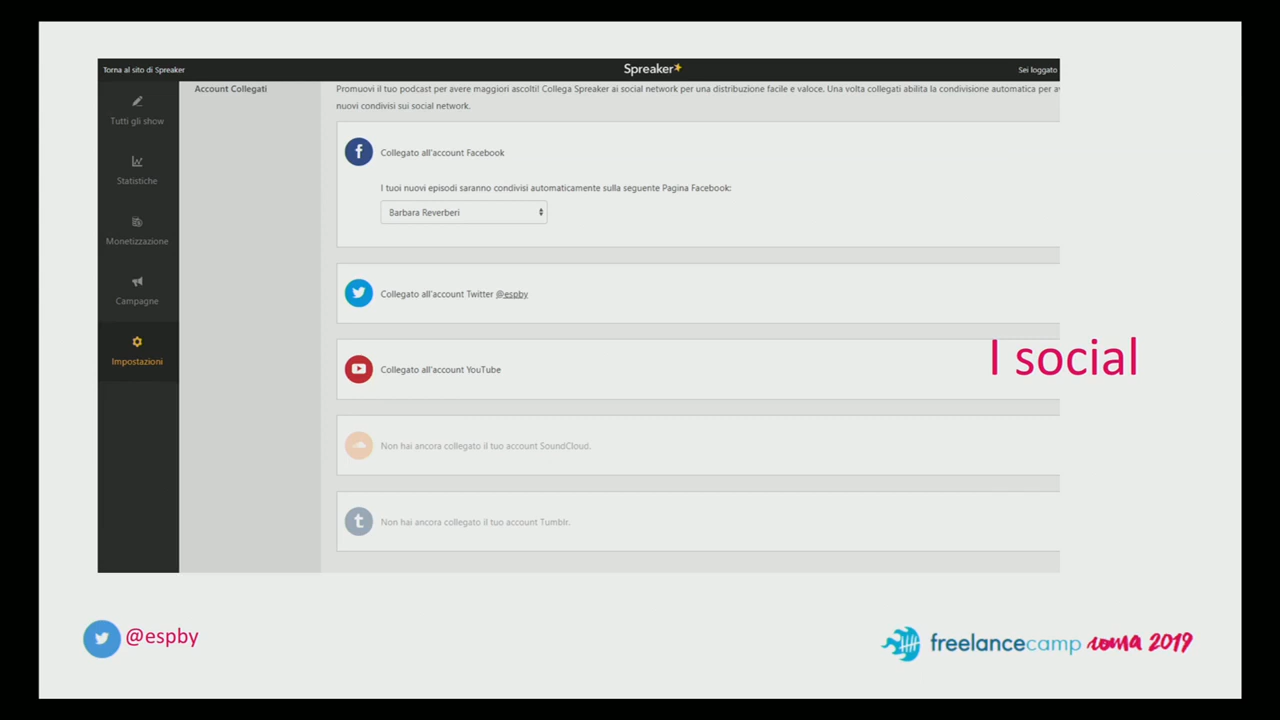 Torna al sito di Spreaker
Spreaker
Sei loggato
Account Collegati
Promuovi il tuo podcast per avere maggiori ascolti! Collega Spreaker ai social network per una distribuzione facile e valoce. Una volta collegati abilita la condivisione automatica per
nuovi condivisi sui social network.
Tutti gli show
Statistiche
Monetizzazione
Campagne
Impostazioni
Collegato all'account Facebook
I tuoi nuovi episodi saranno condivisi automaticamente sulla seguente Pagina Facebook:
Barbara Reverberi
Collegato all'account Twitter @espby
Collegato all'account YouTube
Non hai ancora collegato il tuo account SoundCloud.
Non hai ancora collegato il tuo account Tumblr.
I social
@espby
freelancecamp roma 2019